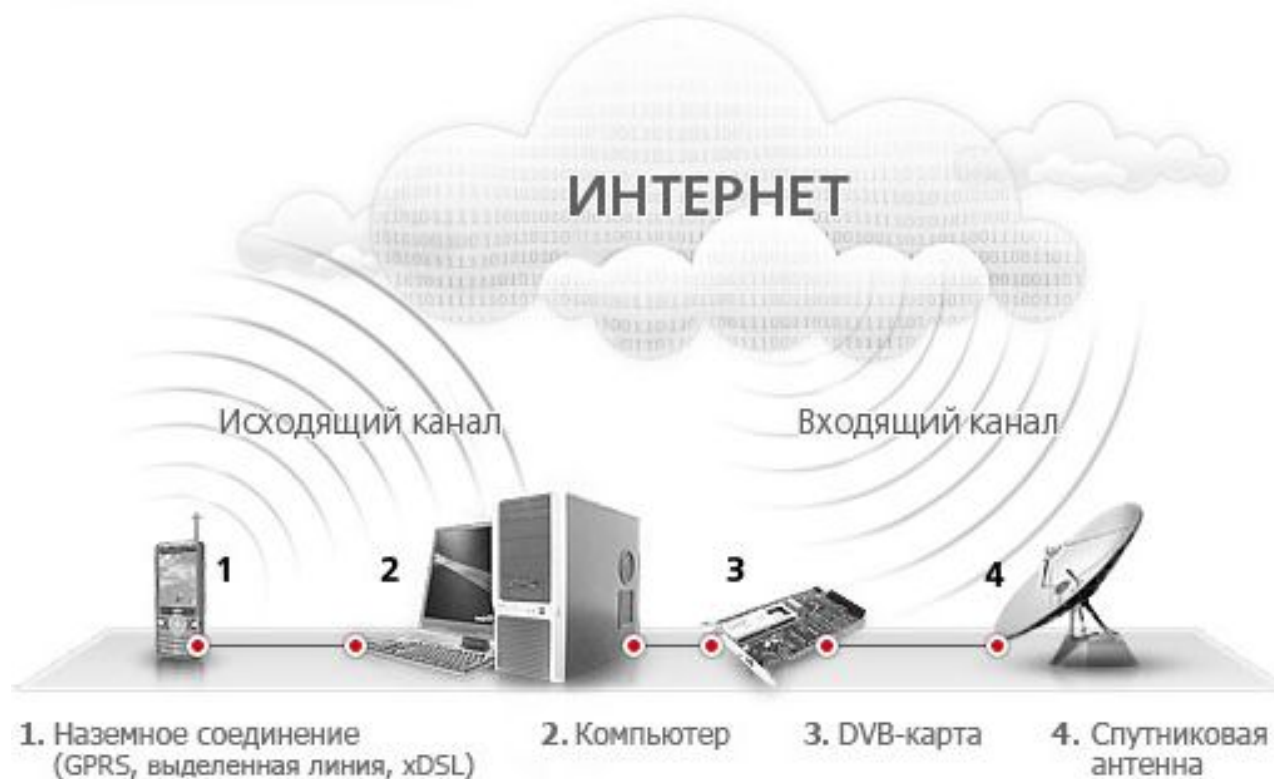 ИНТЕРНЕТ
Исходящий канал
Входящий канал
1
2
3
4
1. Наземное соединение
(GPRS, выделенная линия, xDSL)
2. Компьютер
3. DVB-карта
4. Спутниковая
антенна